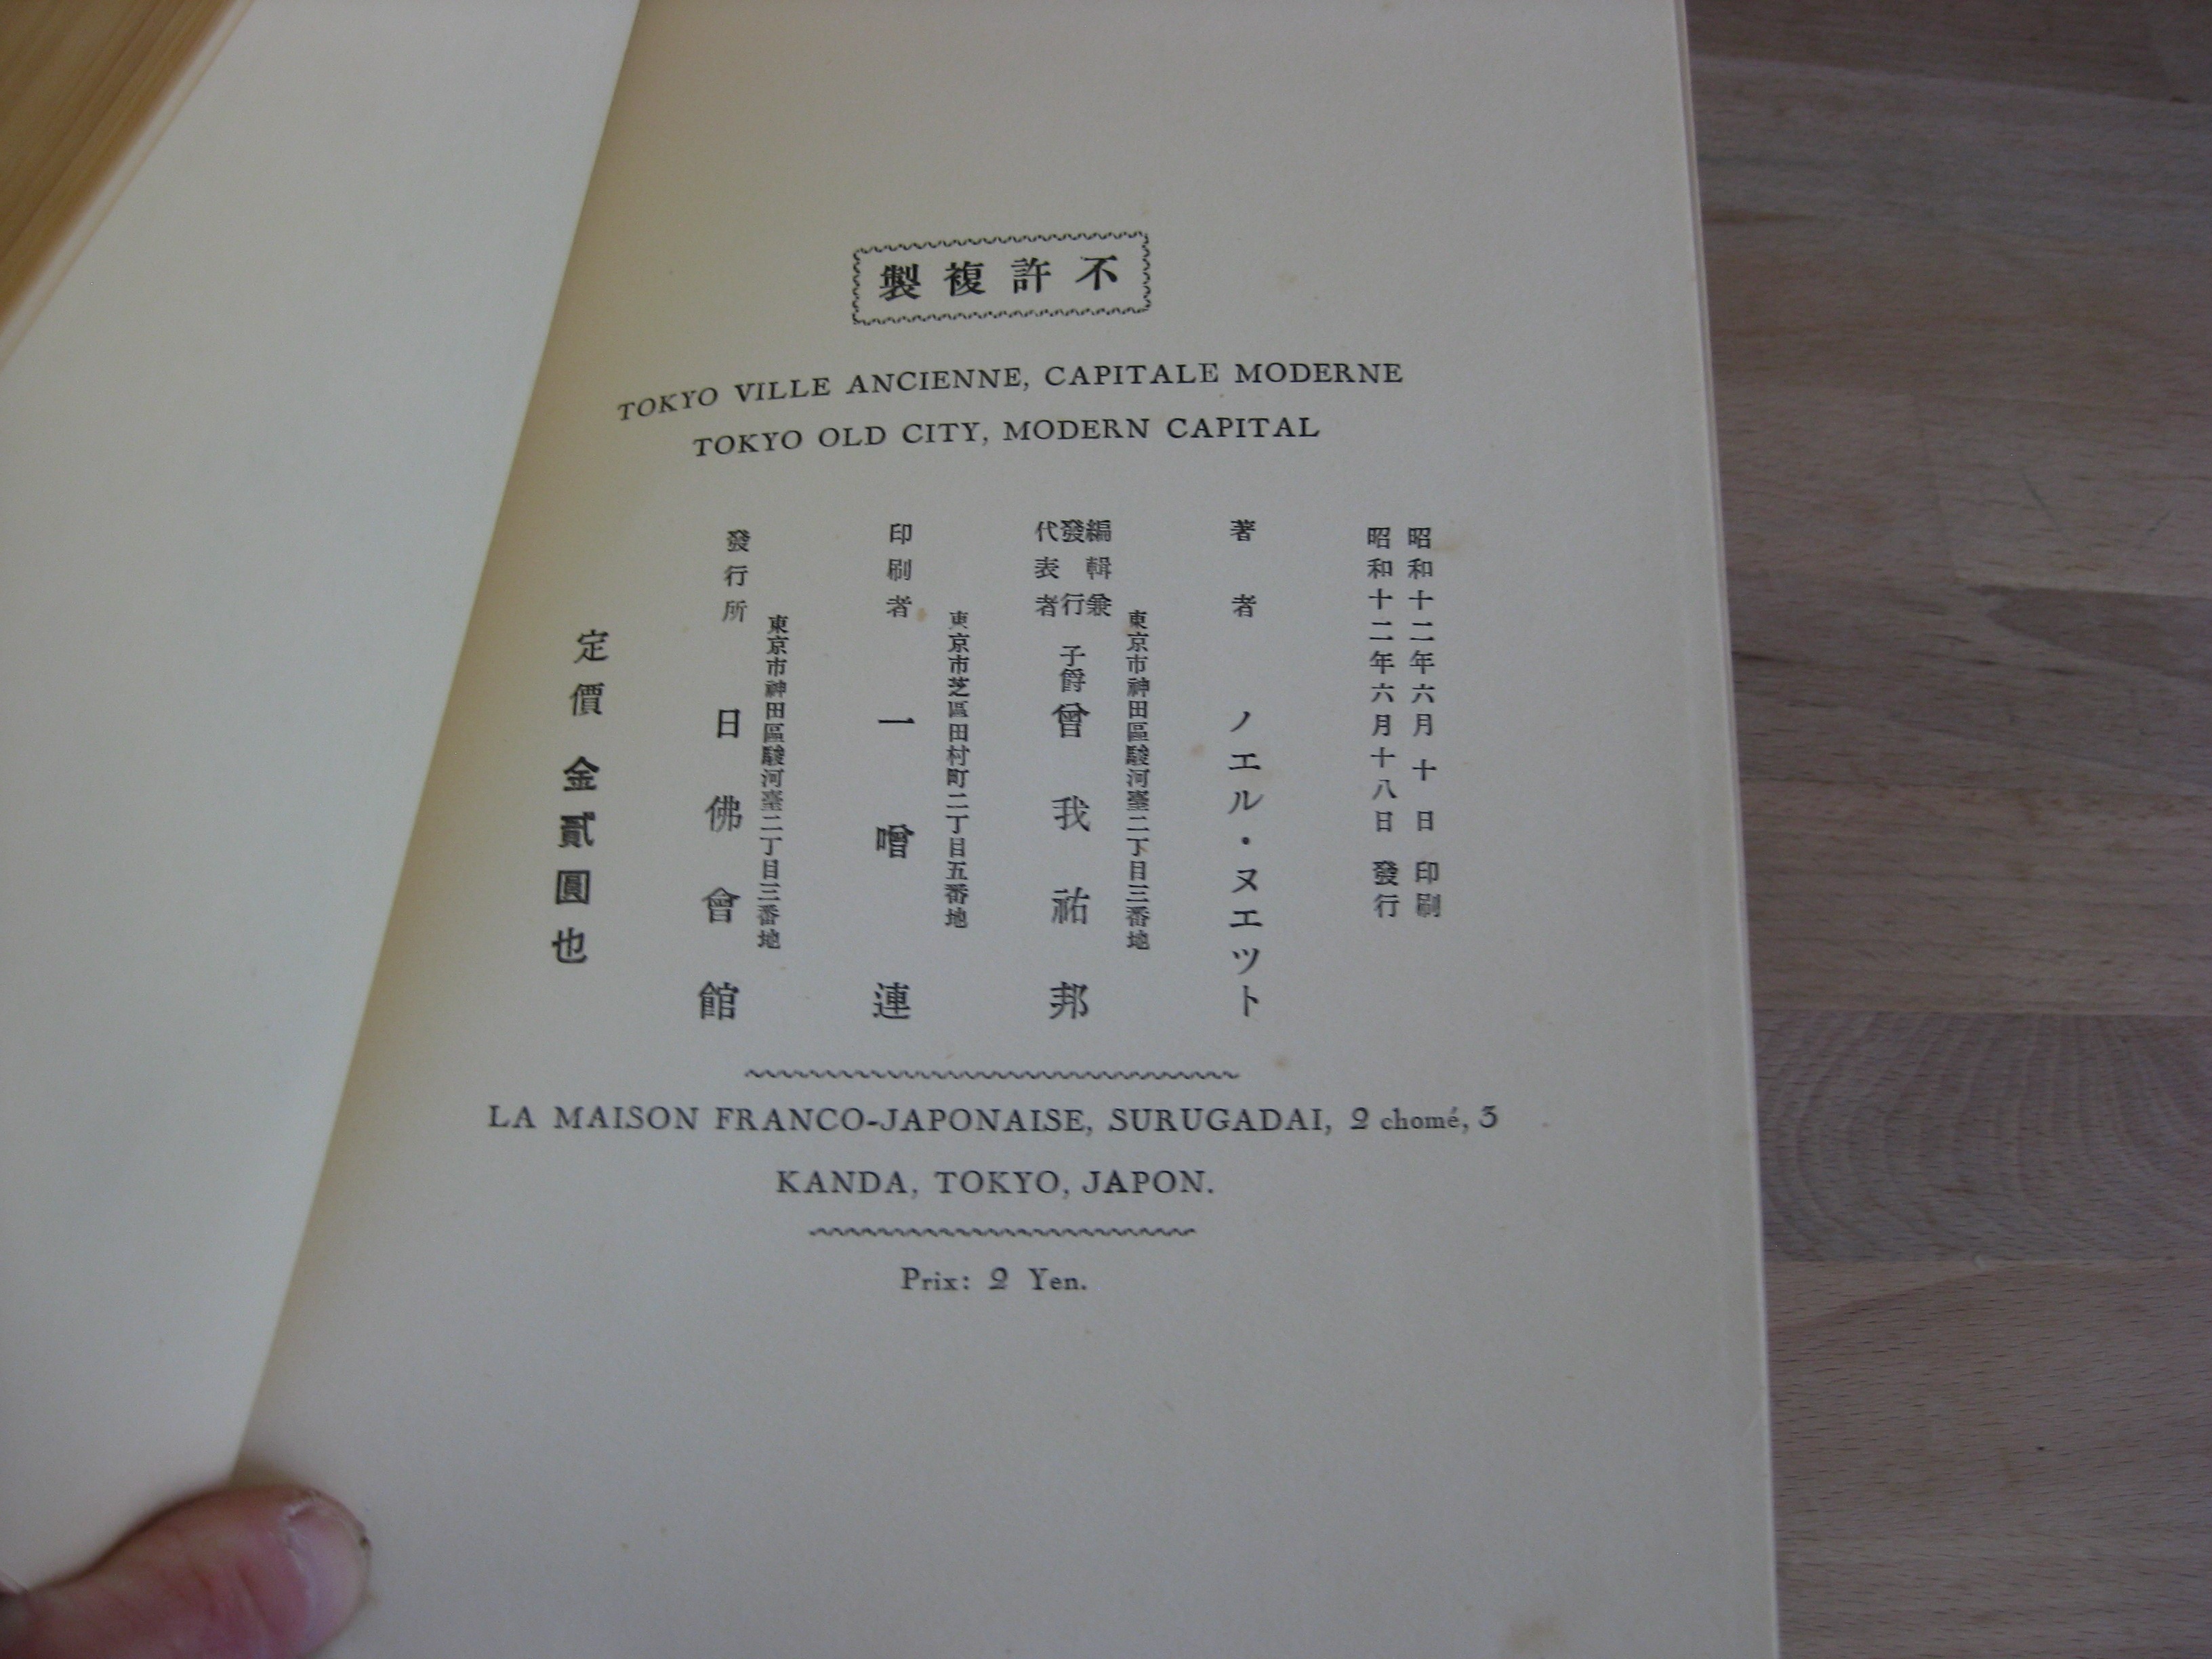 不許複製
TOKYO VILLE ANCIENNE, CAPITALE MODERNE
TOKYO OLD CITY, MODERN CAPITAL
昭和十二年六月十日 印刷
昭和十二年六月十八日 發行
著者 ノエル・ヌエツト
東京市神田區駿河臺二丁目三番地
編輯兼
發行
代表者
子爵 曾我祐邦
東京市芝區田村町二丁目五番地
印刷者 一噌連
東京市神田區駿河臺二丁目三番地
發行所 日佛會館
定價 金貳圓也
LA MAISON FRANCO-JAPONAISE, SURUGADAI, 2 chomé, 3
KANDA, TOKYO, JAPON.
Prix: 2 Yen.